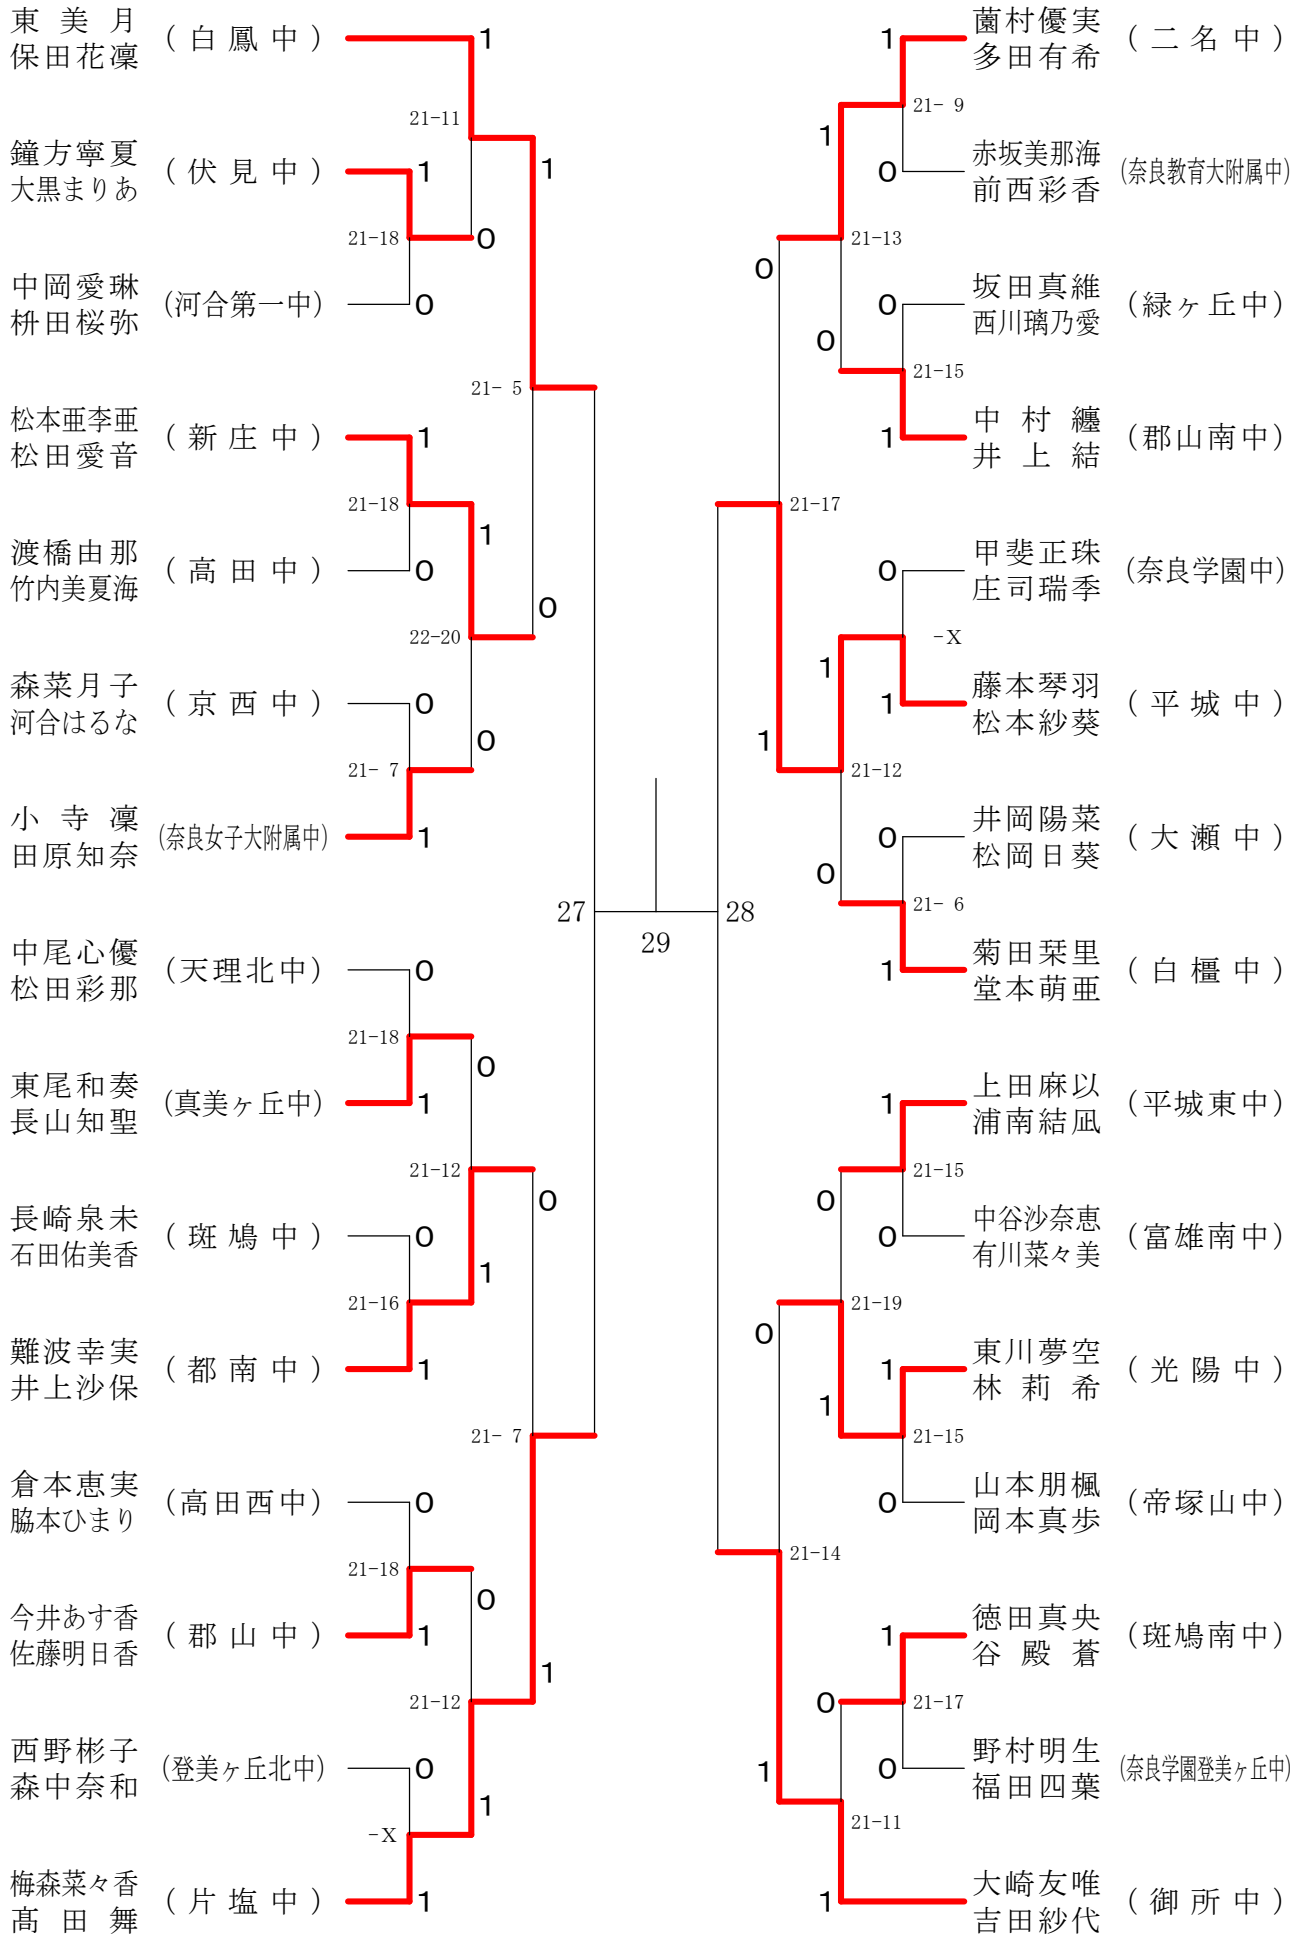 東美月
保田花凜
(白鳳中)
1
21-11
鐘方寧夏
大黒まりあ
(伏見中)
1
1
21-18
0
中岡愛琳
枡田桜弥
(河合第一中)
0
21- 5
松本亜李亜
松田愛音
(新庄中)
1
21-18
1
渡橋由那
竹内美夏海
(高田中)
0
0
22-20
森菜月子
河合はるな
(京西中)
0
0
21- 7
小寺凜
田原知奈
(奈良女子大附属中)
1
27
29
28
中尾心優
松田彩那
(天理北中)
0
21-18
0
東尾和奏
長山知聖
(真美ヶ丘中)
1
21-12
0
長崎泉未
石田佑美香
(斑鳩中)
0
1
21-16
難波幸実
井上沙保
(都南中)
1
21- 7
倉本恵実
脇本ひまり
(高田西中)
0
21-18
0
今井あす香
佐藤明日香
(郡山中)
1
1
21-12
西野彬子
森中奈和
(登美ヶ丘北中)
0
1
-X
梅森菜々香
髙田舞
(片塩中)
1
1
薗村優実
多田有希
(二名中)
21- 9
1
0
赤坂美那海
前西彩香
(奈良教育大附属中)
21-13
0
0
坂田真維
西川璃乃愛
(緑ヶ丘中)
0
21-15
1
中村纏
井上結
(郡山南中)
21-17
0
甲斐正珠
庄司瑞季
(奈良学園中)
-X
1
1
藤本琴羽
松本紗葵
(平城中)
1
21-12
0
井岡陽菜
松岡日葵
(大瀬中)
0
21- 6
1
菊田栞里
堂本萌亜
(白橿中)
1
上田麻以
浦南結凪
(平城東中)
21-15
0
0
中谷沙奈恵
有川菜々美
(富雄南中)
21-19
0
1
東川夢空
林莉希
(光陽中)
1
21-15
0
山本朋楓
岡本真歩
(帝塚山中)
21-14
1
徳田真央
谷殿蒼
(斑鳩南中)
0
21-17
1
0
野村明生
福田四葉
(奈良学園登美ヶ丘中)
21-11
1
大崎友唯
吉田紗代
(御所中)